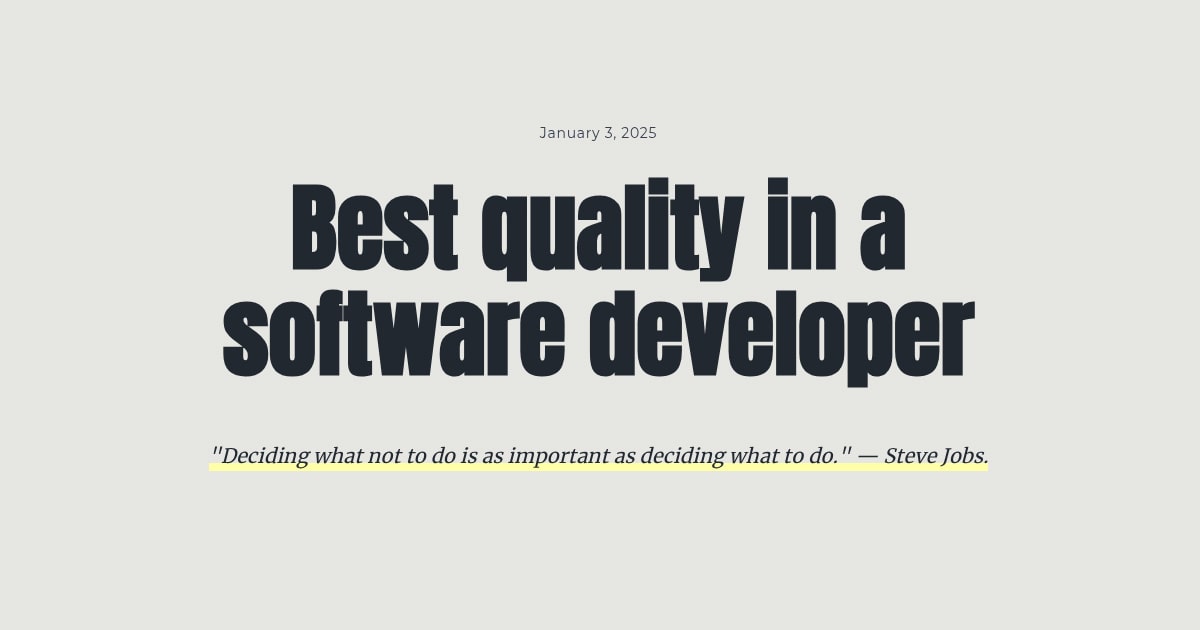 January 3, 2025
Best quality in a
software developer
"Deciding what not to do is as important as deciding what to do." — Steve Jobs.